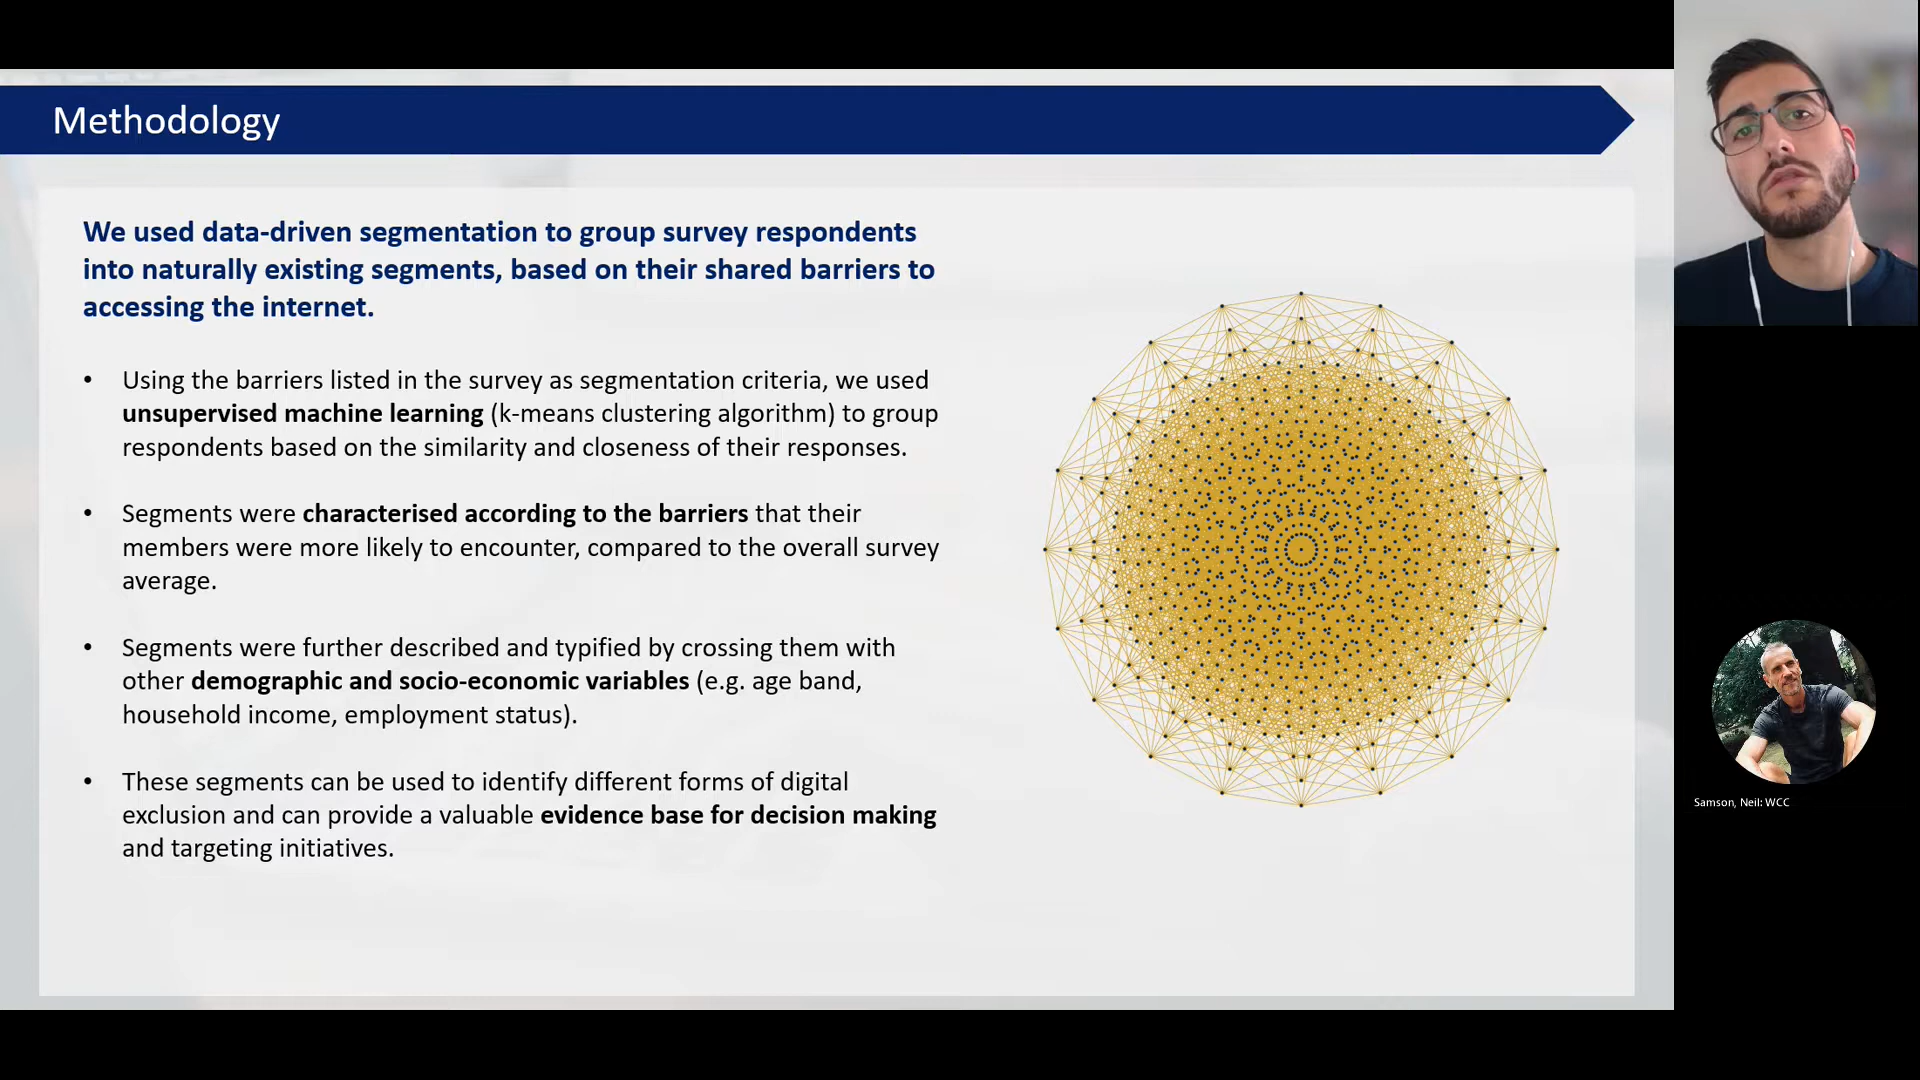 Methodology
We used data-driven segmentation to group survey respondents
into naturally existing segments, based on their shared barriers to
accessing the internet.
• Using the barriers listed in the survey as segmentation criteria, we used
unsupervised machine learning (k-means clustering algorithm) to group
respondents based on the similarity and closeness of their responses.
• Segments were characterised according to the barriers that their
members were more likely to encounter, compared to the overall survey
average.
• Segments were further described and typified by crossing them with
other demographic and socio-economic variables (e.g. age band,
household income, employment status).
• These segments can be used to identify different forms of digital
exclusion and can provide a valuable evidence base for decision making
and targeting initiatives.
Samson, Neil: WCC